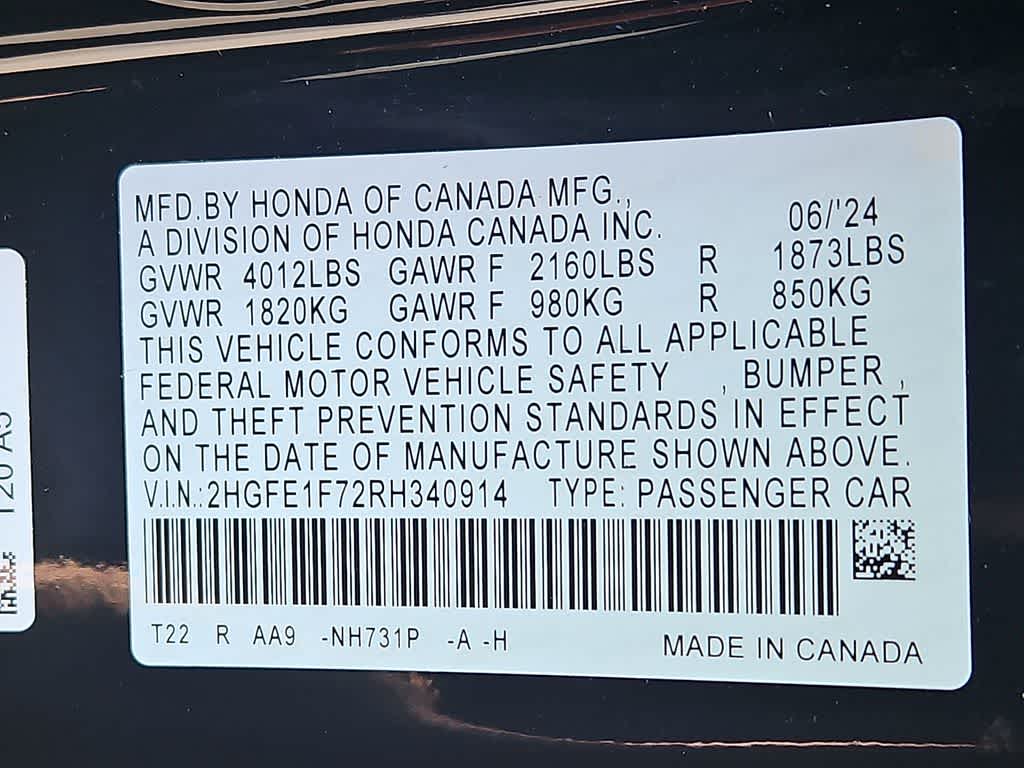 MFD.BY HONDA OF CANADA MFG.,
A DIVISION OF HONDA CANADA INC. 06/'24
GVWR 4012LBS GAWR F 2160LBS R 1873LBS
GVWR 1820KG GAWR F 980KG R 850KG
THIS VEHICLE CONFORMS TO ALL APPLICABLE
FEDERAL MOTOR VEHICLE SAFETY , BUMPER ,
AND THEFT PREVENTION STANDARDS IN EFFECT
ON THE DATE OF MANUFACTURE SHOWN ABOVE.
V.I.N.:2HGFE1F72RH340914 TYPE: PASSENGER CAR
T22 R AA9 -NH731P -A -H MADE IN CANADA